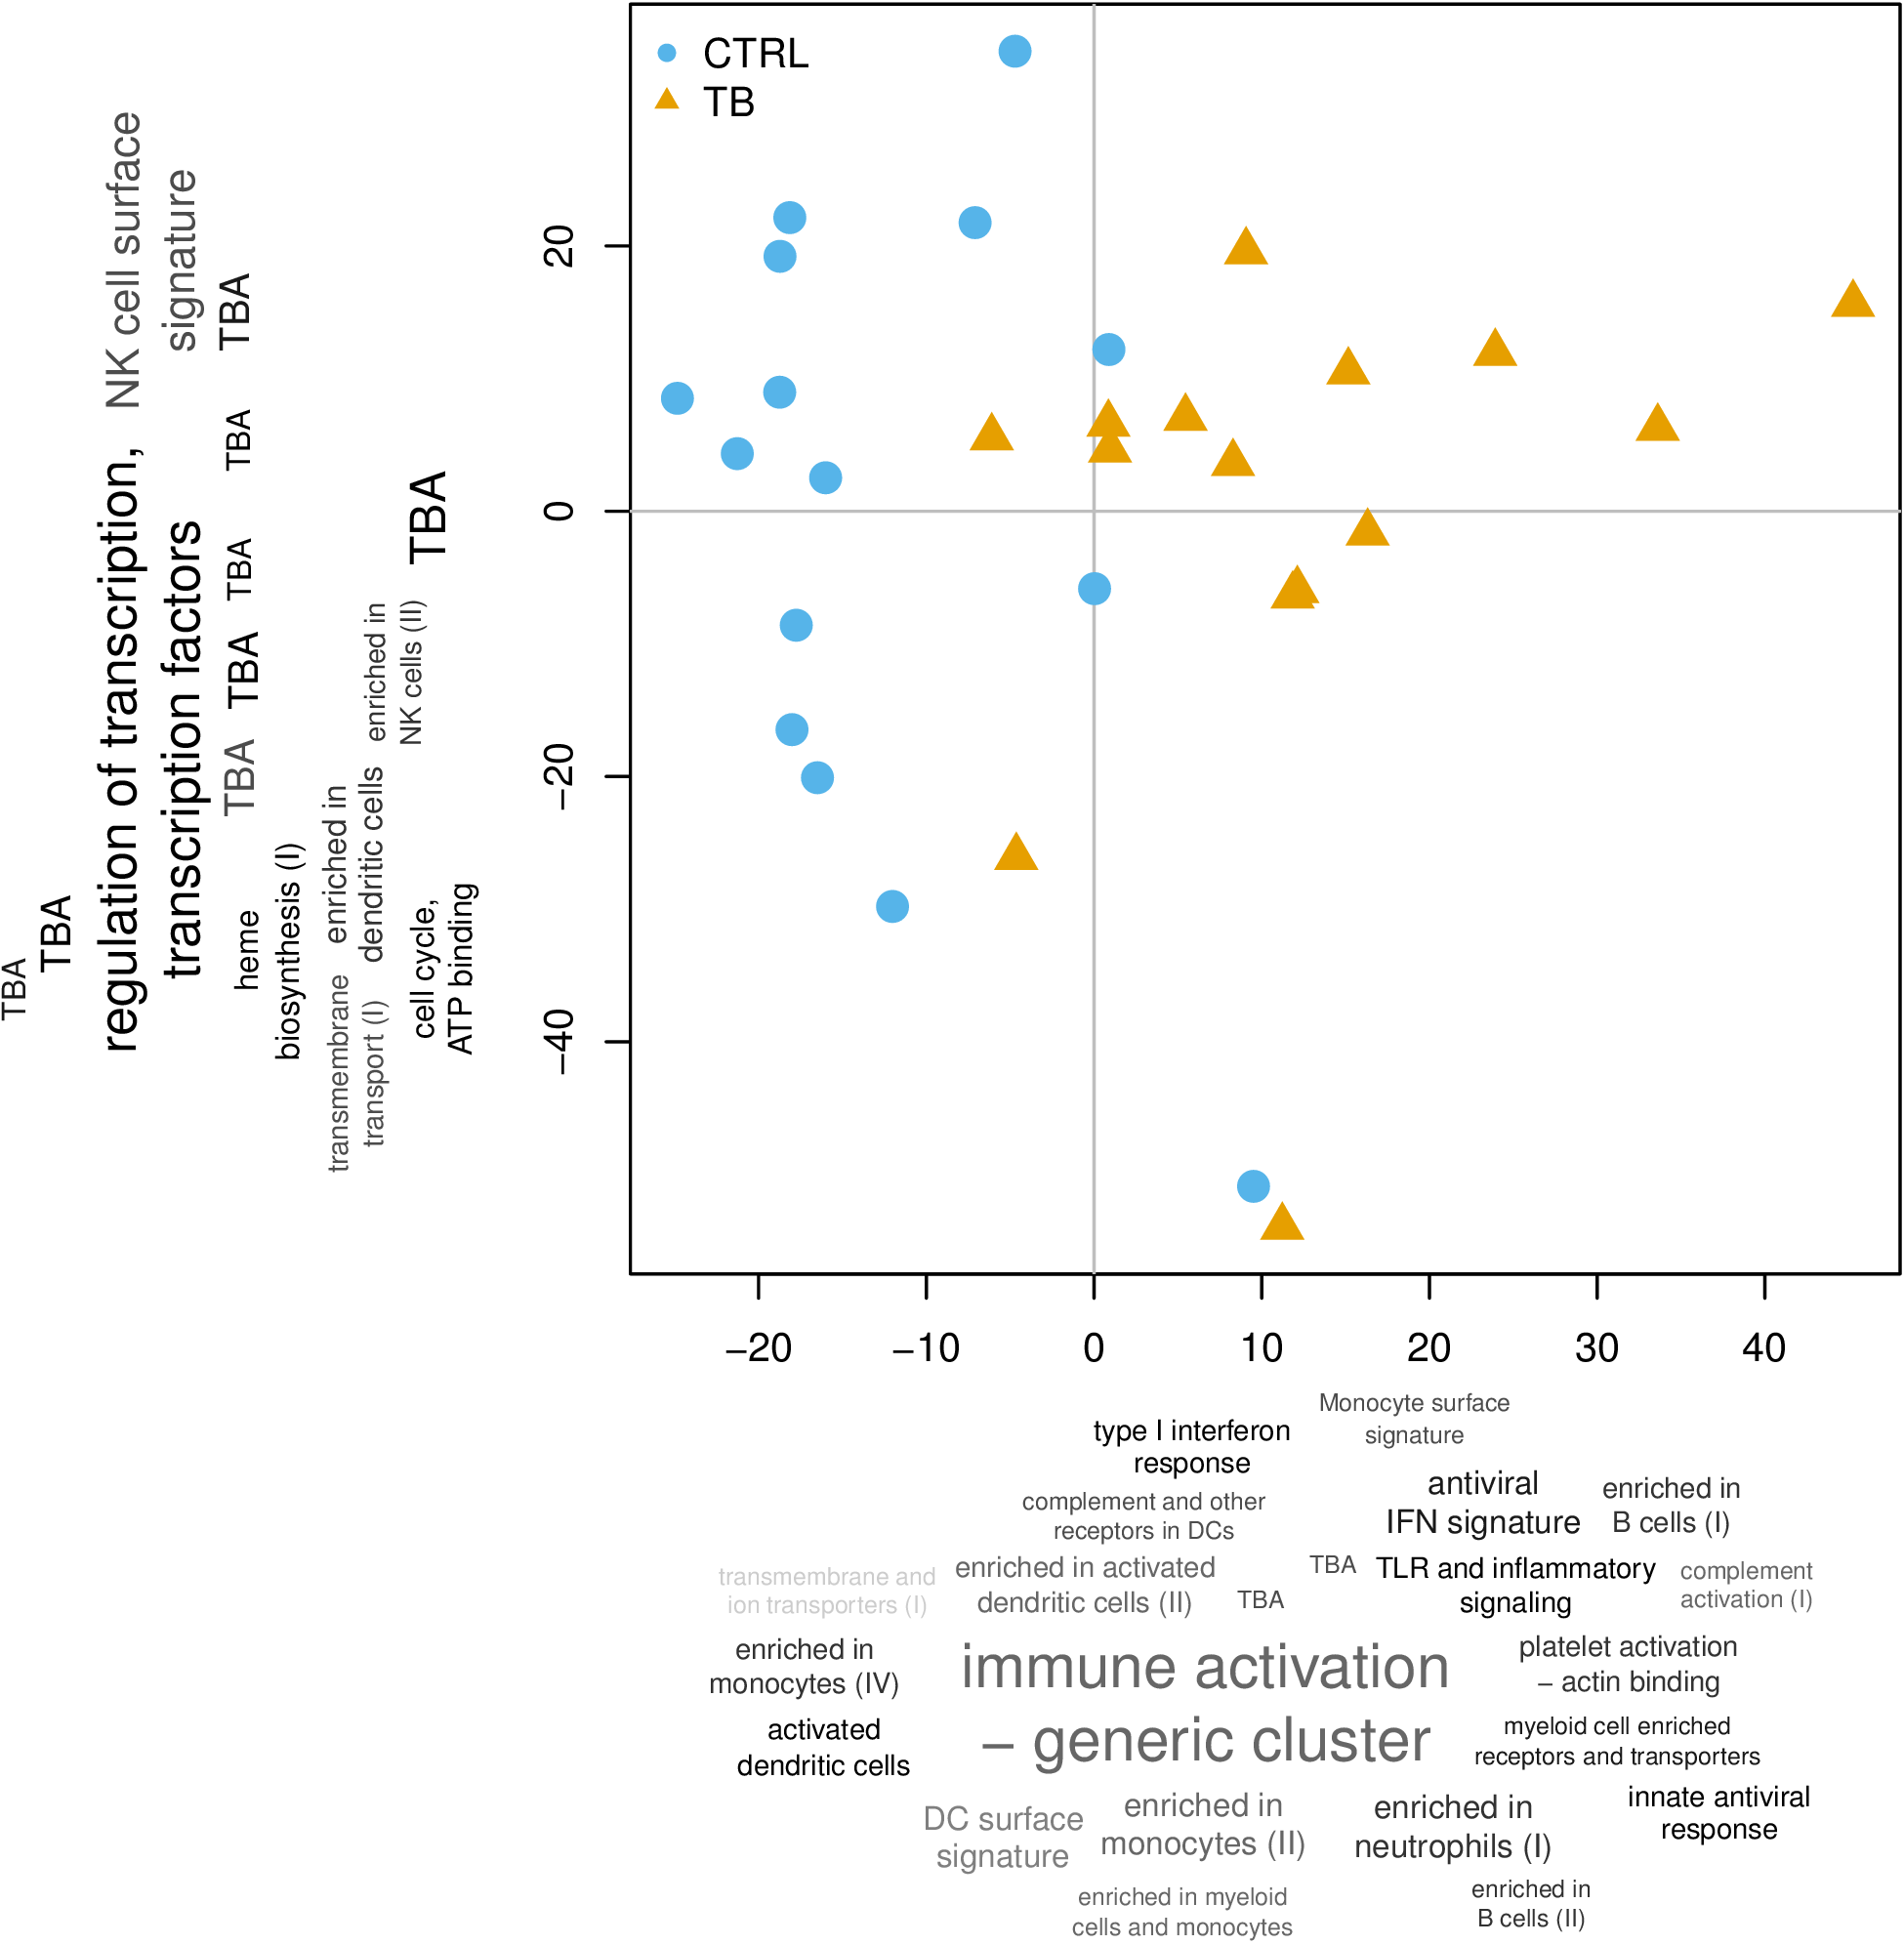 CTRL
TB
20
0
−20
−40
−20
−10
0
10
20
30
40
TBA
TBA
regulation of transcription,
transcription factors
NK cell surface
signature
TBA
TBA
TBA
TBA
TBA
heme
biosynthesis (I)
enriched in
dendritic cells
transmembrane
transport (I)
enriched in
NK cells (II)
TBA
cell cycle,
ATP binding
Monocyte surface
signature
type I interferon
response
antiviral
IFN signature
enriched in
B cells (I)
complement and other
receptors in DCs
transmembrane and
ion transporters (I)
enriched in activated
dendritic cells (II)
TBA
TBA
TLR and inflammatory
signaling
complement
activation (I)
enriched in
monocytes (IV)
immune activation
– generic cluster
platelet activation
– actin binding
activated
dendritic cells
myeloid cell enriched
receptors and transporters
DC surface
signature
enriched in
monocytes (II)
enriched in
neutrophils (I)
innate antiviral
response
enriched in myeloid
cells and monocytes
enriched in
B cells (II)